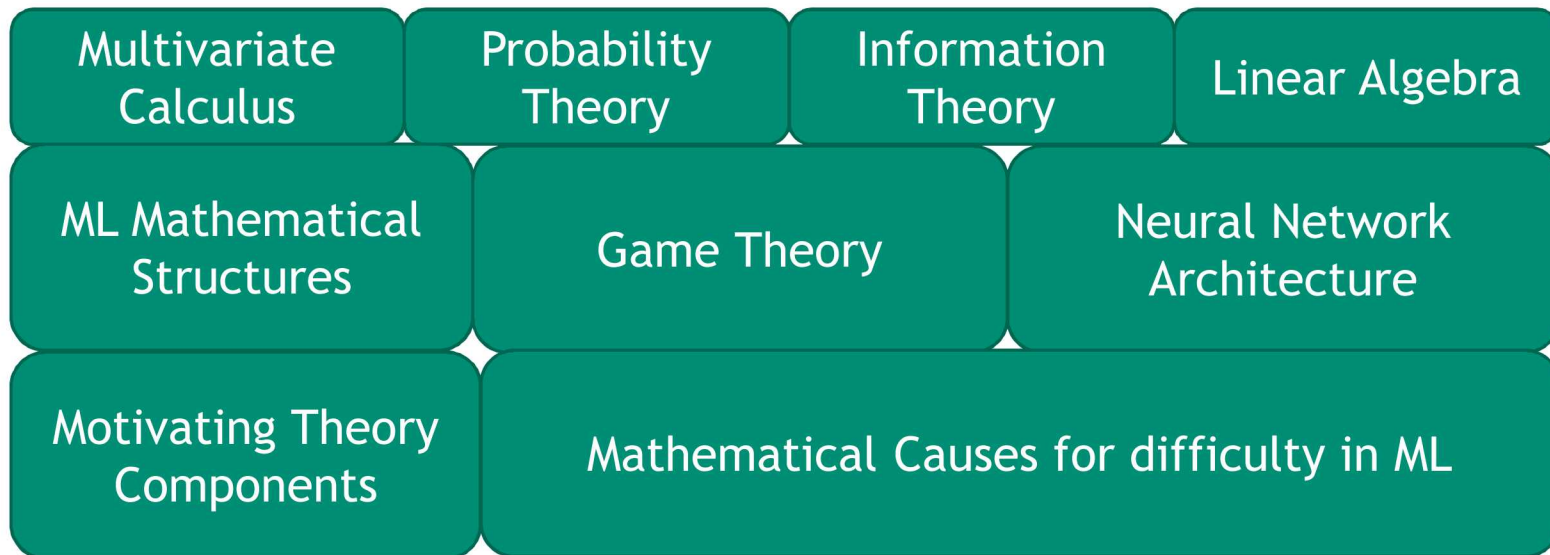 Multivariate
Calculus
Probability
Theory
Information
Theory
Linear Algebra
ML Mathematical
Structures
Game Theory
Neural Network
Architecture
Motivating Theory
Components
Mathematical Causes for difficulty in ML